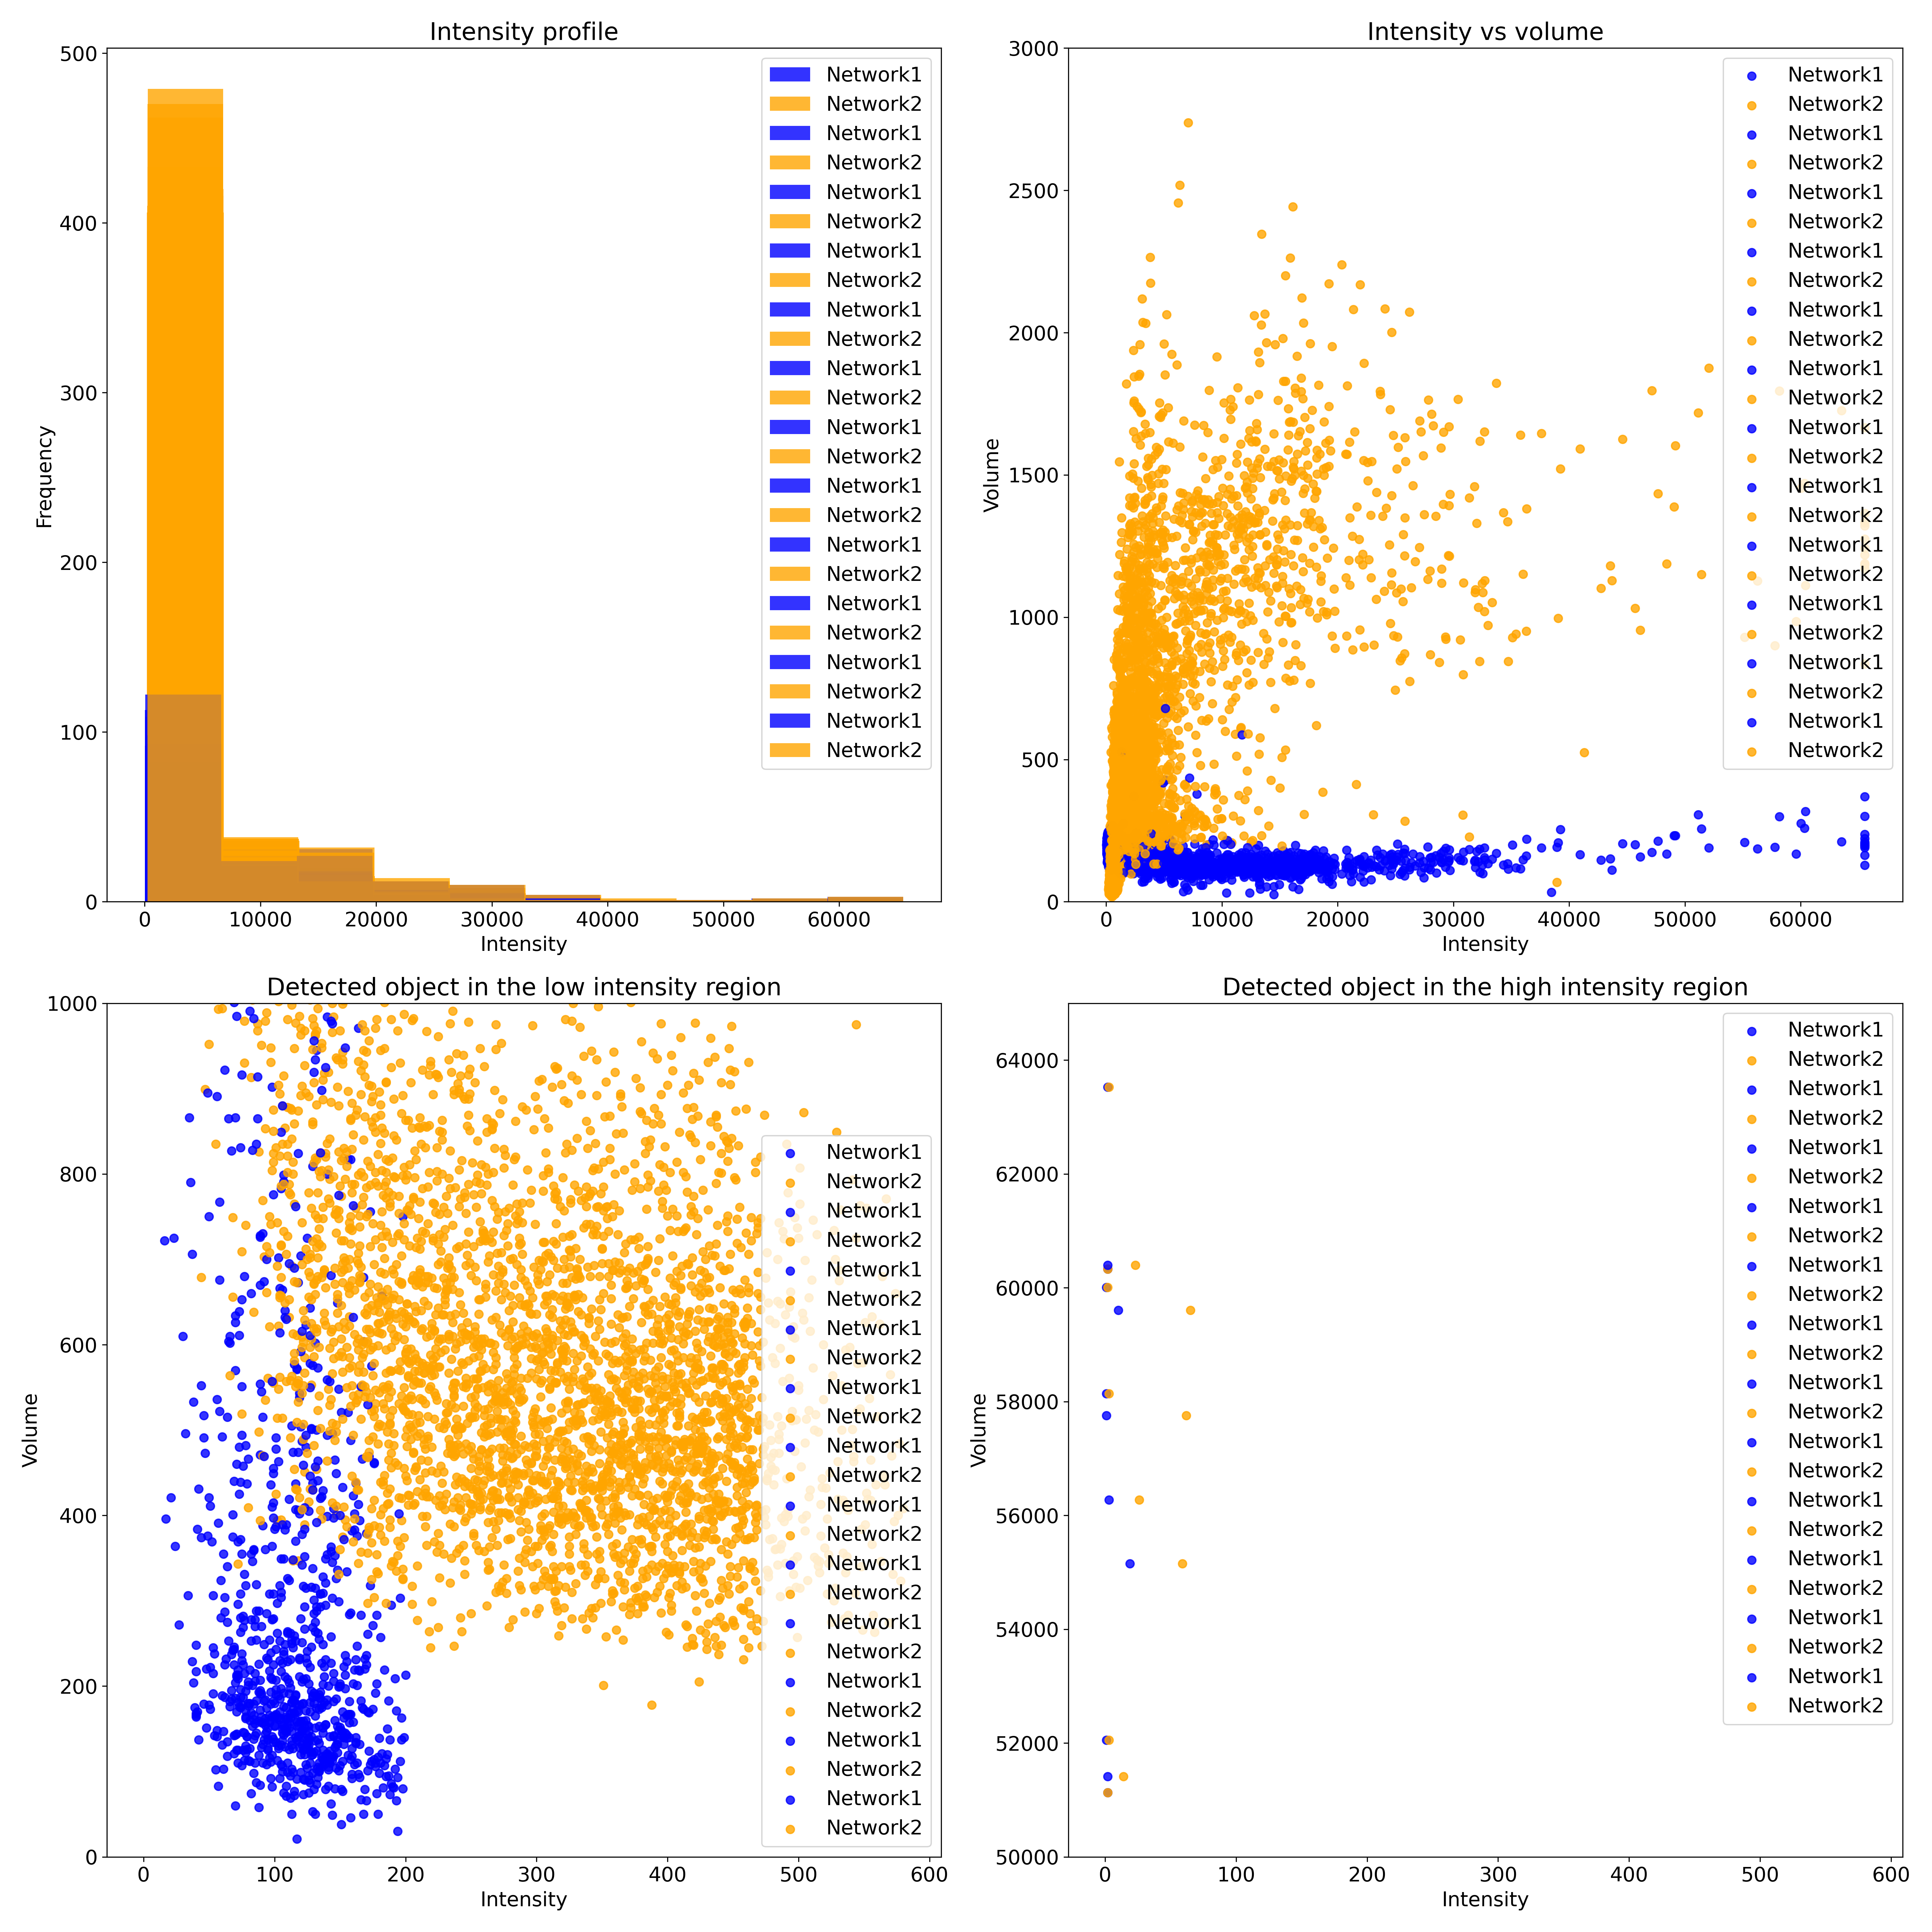 Intensity profile
500
400
300
200
100
0
Frequency
0 10000 20000 30000 40000 50000 60000
Intensity
Network1
Network2
Network1
Network2
Network1
Network2
Network1
Network2
Network1
Network2
Network1
Network2
Network1
Network2
Network1
Network2
Network1
Network2
Network1
Network2
Network1
Network2
Network1
Network2
Intensity vs volume
3000
2500
2000
1500
1000
500
0
Volume
0 10000 20000 30000 40000 50000 60000
Intensity
Network1
Network2
Network1
Network2
Network1
Network2
Network1
Network2
Network1
Network2
Network1
Network2
Network1
Network2
Network1
Network2
Network1
Network2
Network1
Network2
Network1
Network2
Network1
Network2
Detected object in the low intensity region
1000
800
600
400
200
0
Volume
0 100 200 300 400 500 600
Intensity
Network1
Network2
Network1
Network2
Network1
Network2
Network1
Network2
Network1
Network2
Network1
Network2
Network1
Network2
Network1
Network2
Network1
Network2
Network1
Network2
Network1
Network2
Network1
Network2
Detected object in the high intensity region
64000
62000
60000
58000
56000
54000
52000
50000
Volume
0 100 200 300 400 500 600
Intensity
Network1
Network2
Network1
Network2
Network1
Network2
Network1
Network2
Network1
Network2
Network1
Network2
Network1
Network2
Network1
Network2
Network1
Network2
Network1
Network2
Network1
Network2
Network1
Network2